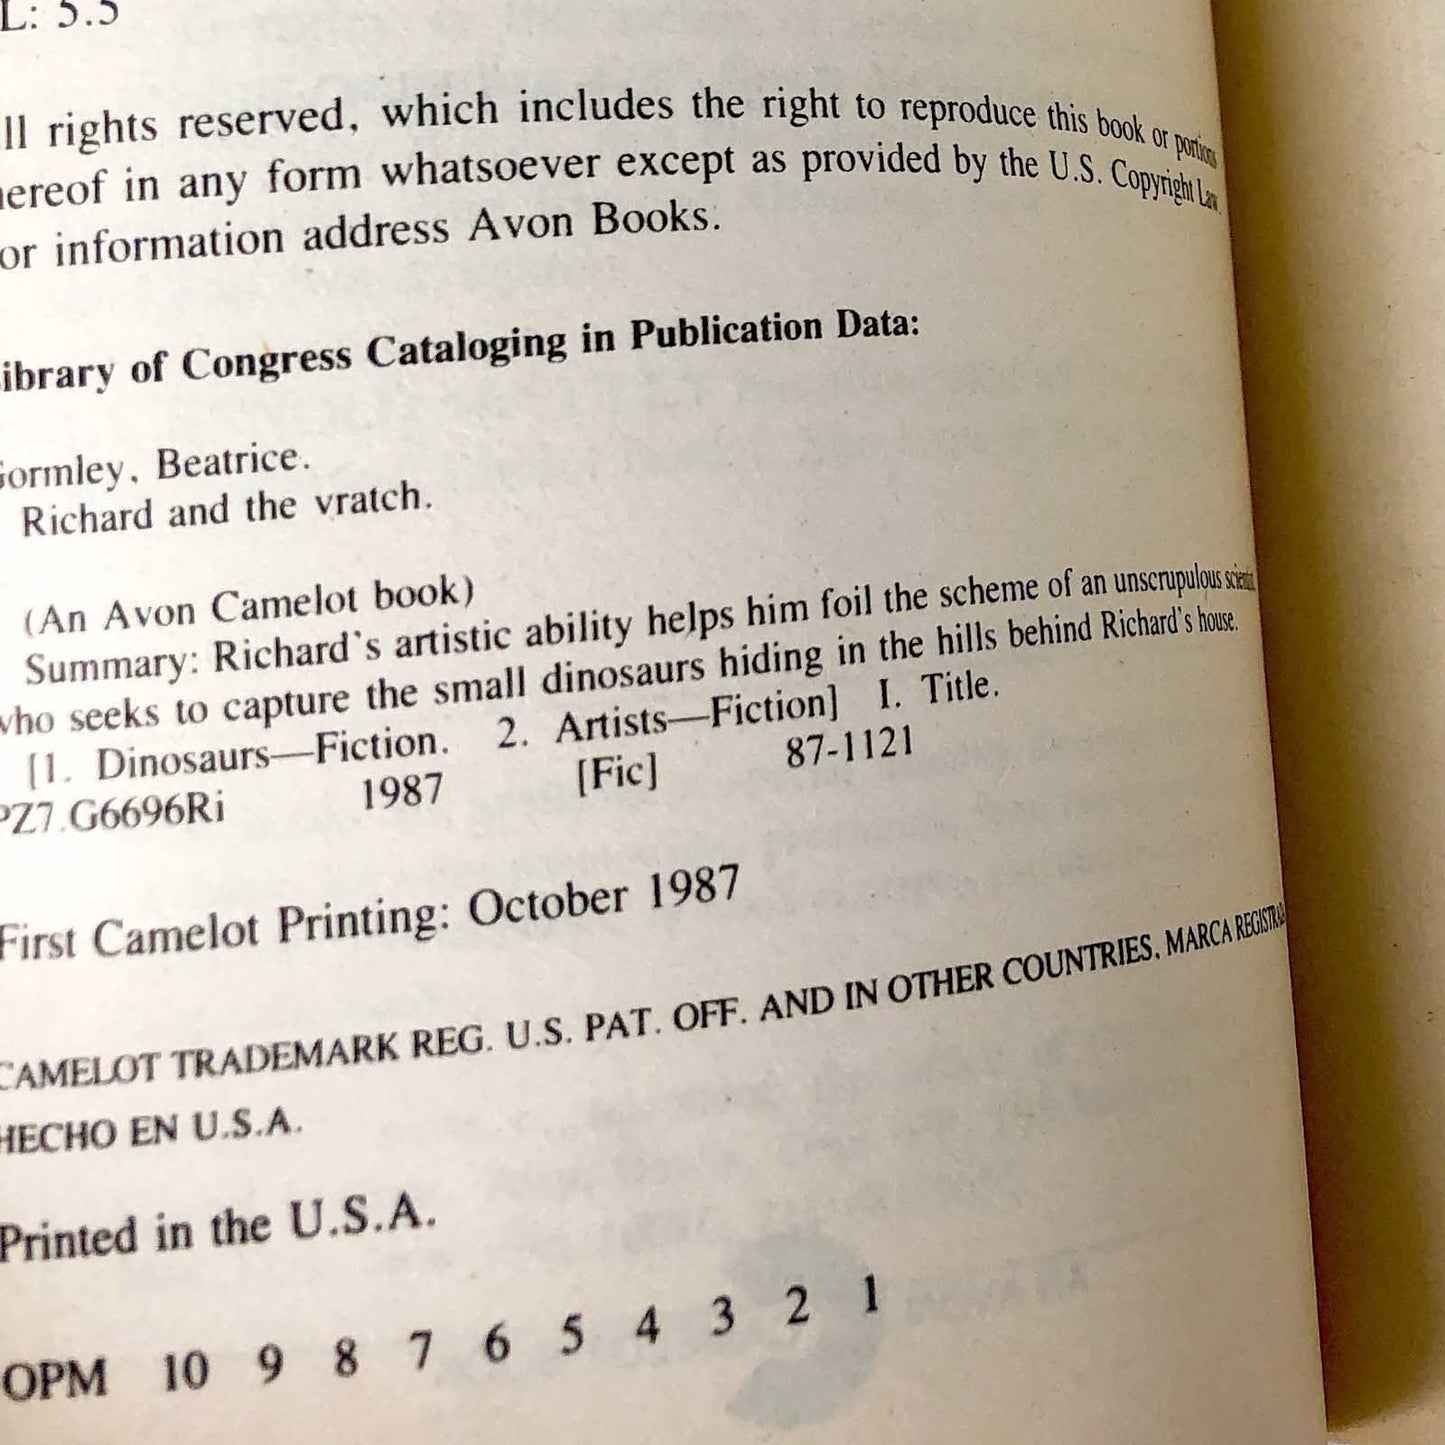 L: 5.5
ll rights reserved, which includes the right to reproduce this book or portions
hereof in any form whatsoever except as provided by the U.S. Copyright Law.
or information address Avon Books.
ibrary of Congress Cataloging in Publication Data:
Gormley, Beatrice.
Richard and the vratch.
(An Avon Camelot book)
Summary: Richard's artistic ability helps him foil the scheme of an unscrupulous scientist
who seeks to capture the small dinosaurs hiding in the hills behind Richard's house.
[1. Dinosaurs—Fiction. 2. Artists—Fiction] I. Title.
PZ7.G6696Ri 1987 [Fic] 87-1121
First Camelot Printing: October 1987
CAMELOT TRADEMARK REG. U.S. PAT. OFF. AND IN OTHER COUNTRIES, MARCA REGISTRADA,
HECHO EN U.S.A.
Printed in the U.S.A.
OPM 10 9 8 7 6 5 4 3 2 1